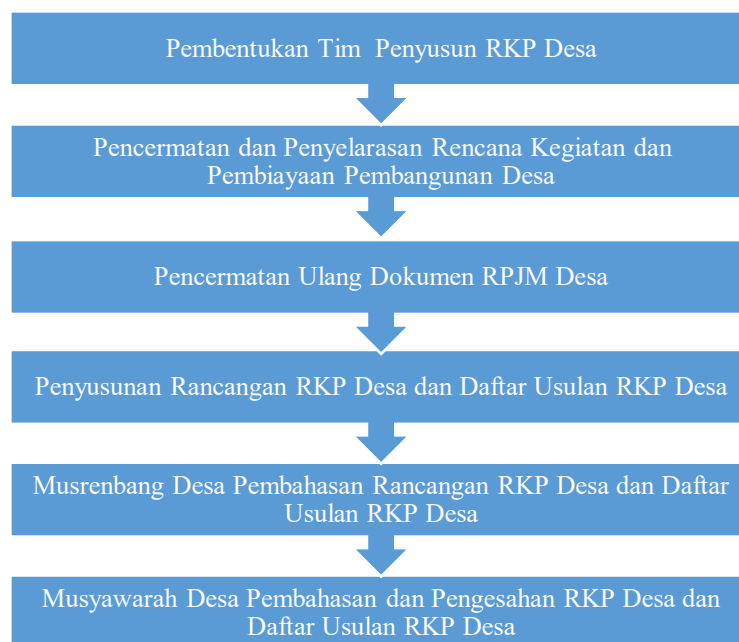 Pembentukan Tim Penyusun RKP Desa
Pencermatan dan Penyelarasan Rencana Kegiatan dan
Pembiayaan Pembangunan Desa
Pencermatan Ulang Dokumen RPJM Desa
Penyusunan Rancangan RKP Desa dan Daftar Usulan RKP Desa
Musrenbang Desa Pembahasan Rancangan RKP Desa dan Daftar
Usulan RKP Desa
Musyawarah Desa Pembahasan dan Pengesahan RKP Desa dan
Daftar Usulan RKP Desa